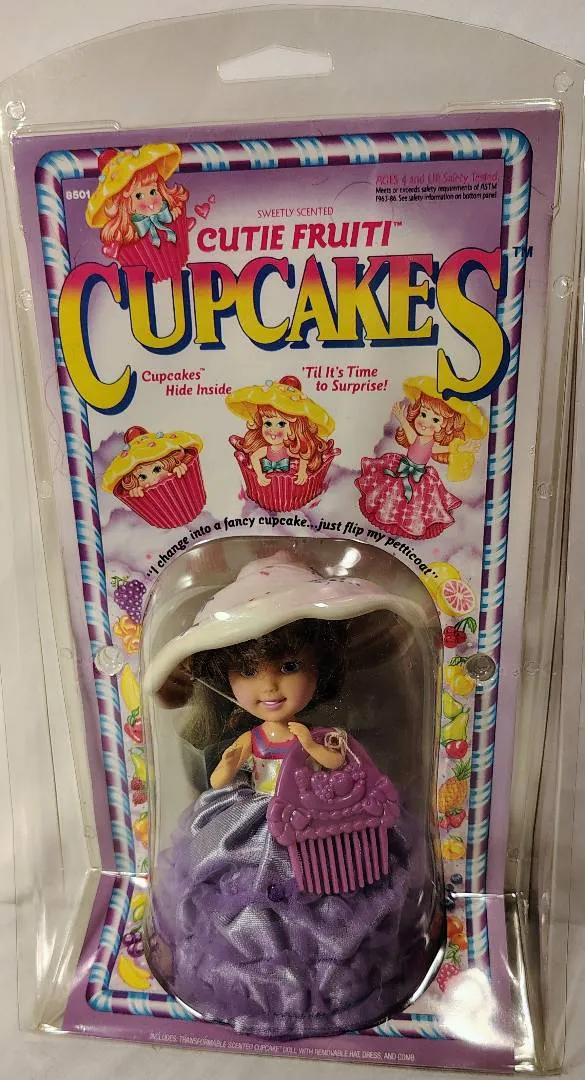 8501
AGES 4 and UP. Safety Tested.
Meets or exceeds safety requirements of ASTM
F963-86. See safety information on bottom panel
SWEETLY SCENTED
CUTIE FRUITI™
CUPCAKES™
Cupcakes™
Hide Inside
'Til It's Time
to Surprise!
"I change into a fancy cupcake...just flip my petticoat"
INCLUDES: TRANSFORMABLE SCENTED CUPCAKE™ DOLL WITH REMOVABLE HAT, DRESS, AND COMB